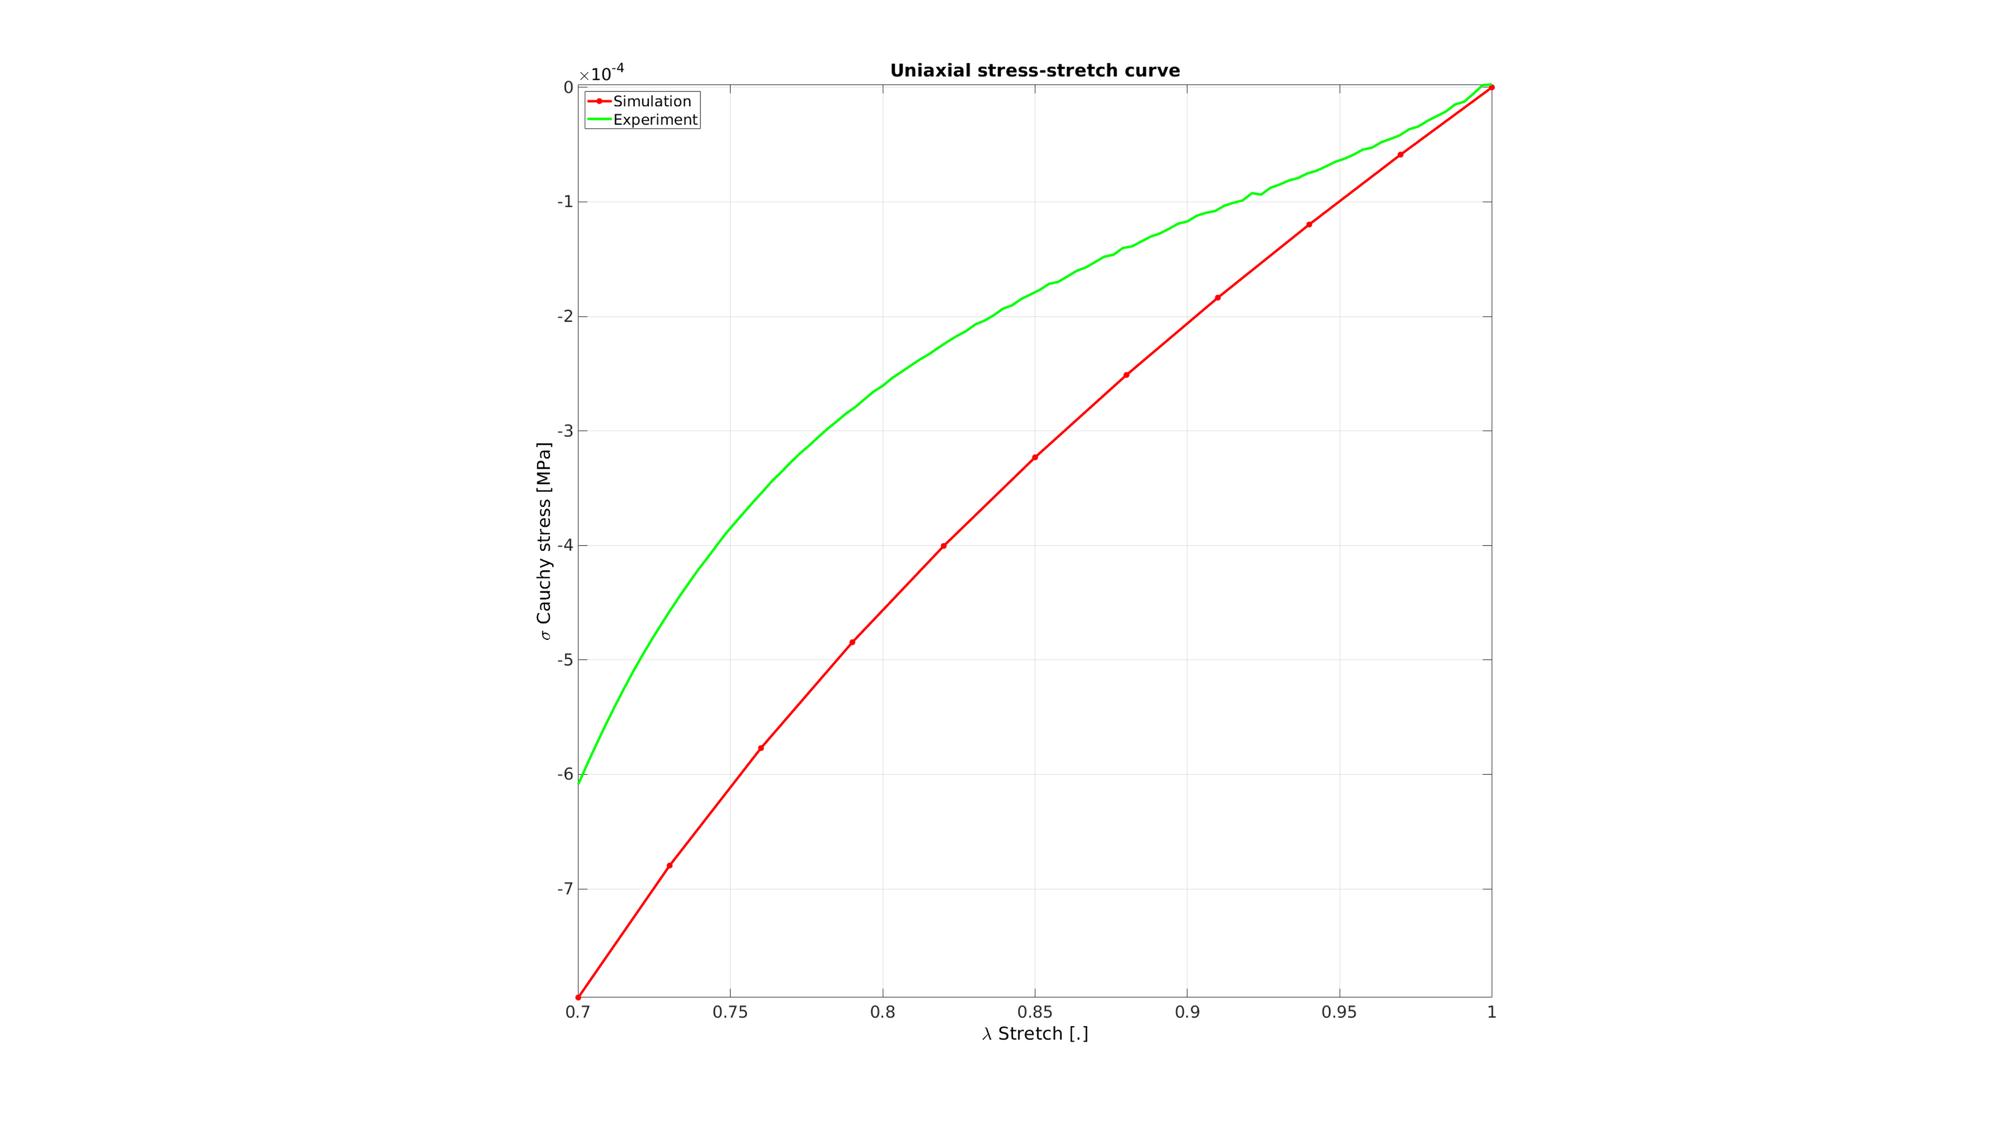 Uniaxial stress-stretch curve
×10-4
Simulation
Experiment
0
-1
-2
-3
-4
-5
-6
-7
σ Cauchy stress [MPa]
0.7 0.75 0.8 0.85 0.9 0.95 1
λ Stretch [.]